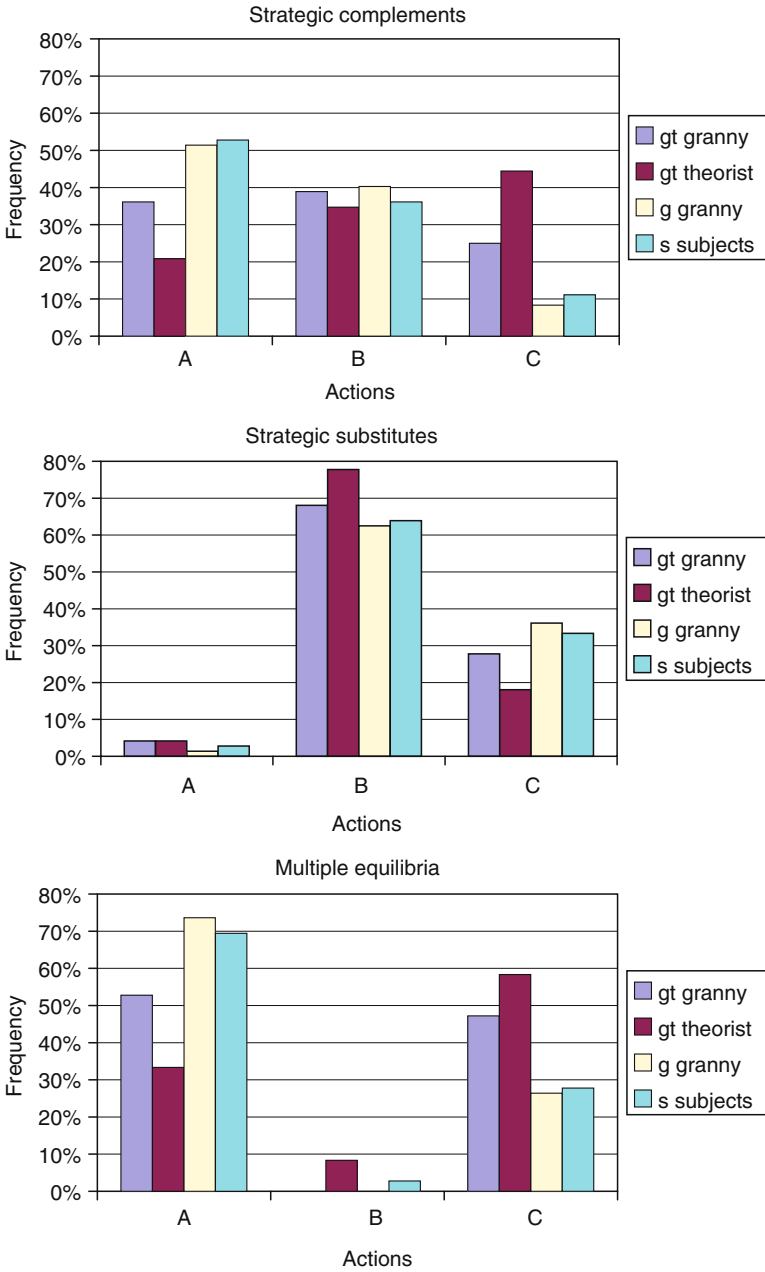 Strategic complements
80%
70%
60%
50%
40%
30%
20%
10%
0%
Frequency
A B C
Actions
gt granny
gt theorist
g granny
s subjects
Strategic substitutes
80%
70%
60%
50%
40%
30%
20%
10%
0%
Frequency
A B C
Actions
gt granny
gt theorist
g granny
s subjects
Multiple equilibria
80%
70%
60%
50%
40%
30%
20%
10%
0%
Frequency
A B C
Actions
gt granny
gt theorist
g granny
s subjects